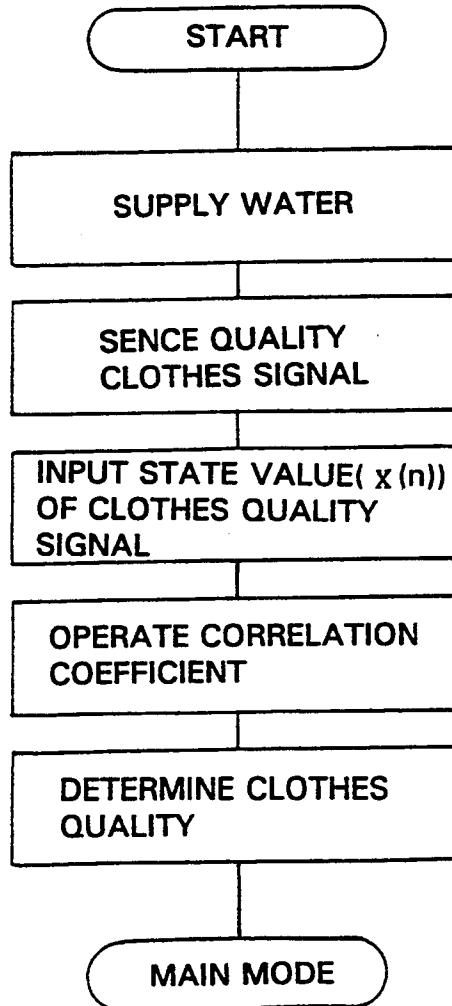 START
SUPPLY WATER
SENCE QUALITY
CLOTHES SIGNAL
INPUT STATE VALUE( x (n))
OF CLOTHES QUALITY
SIGNAL
OPERATE CORRELATION
COEFFICIENT
DETERMINE CLOTHES
QUALITY
MAIN MODE